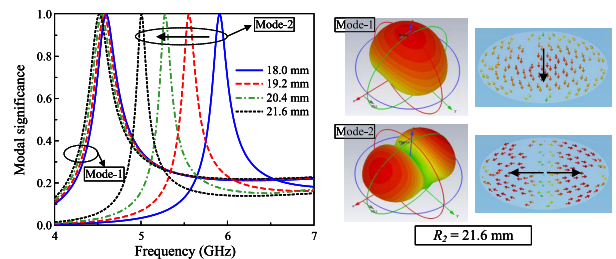 1.0
0.8
0.6
0.4
0.2
0.0
Modal significance
4
5
6
7
Frequency (GHz)
Mode-2
Mode-1
18.0 mm
19.2 mm
20.4 mm
21.6 mm
Mode-1
Mode-2
R2 = 21.6 mm